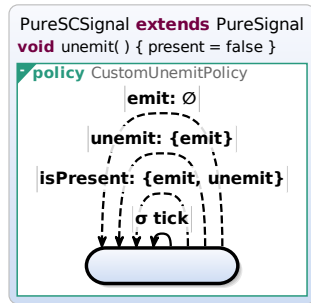 PureSCSignal extends PureSignal
void unemit( ) { present = false }
- policy CustomUnemitPolicy
emit: ∅
unemit: {emit}
isPresent: {emit, unemit}
σ tick